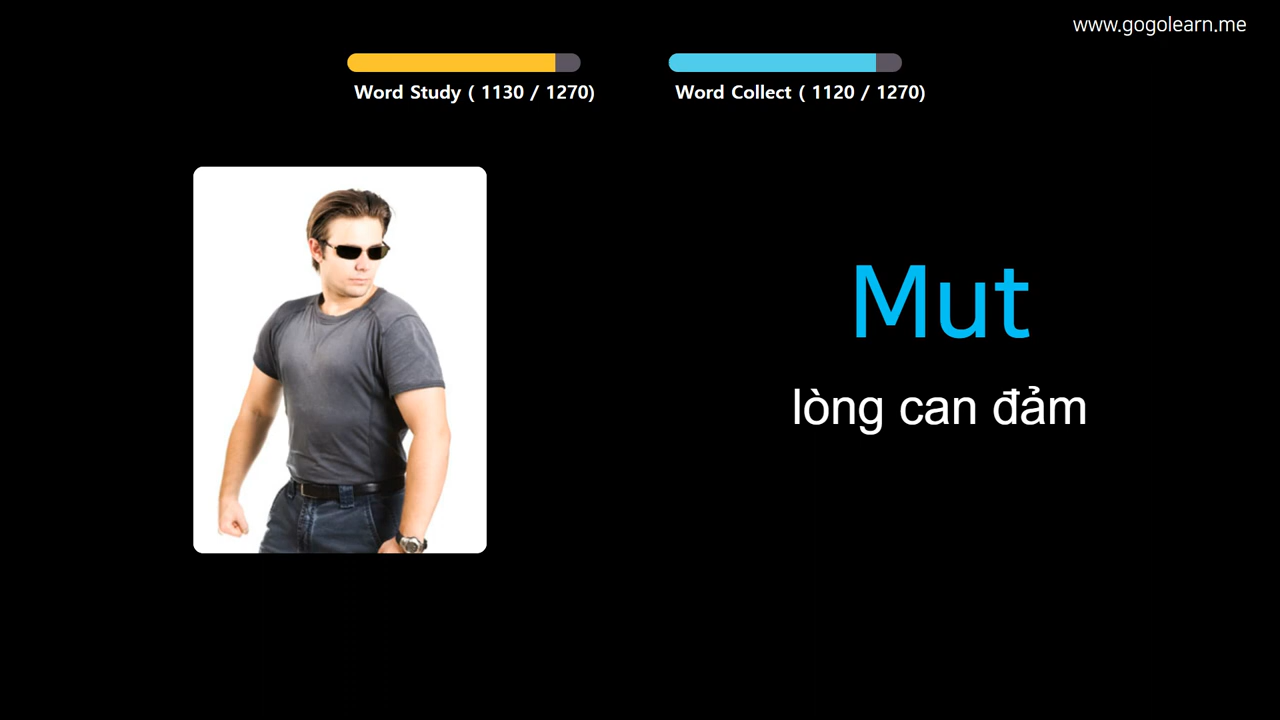 www.gogolearn.me
Word Study ( 1130 / 1270)
Word Collect ( 1120 / 1270)
Mut
lòng can đảm